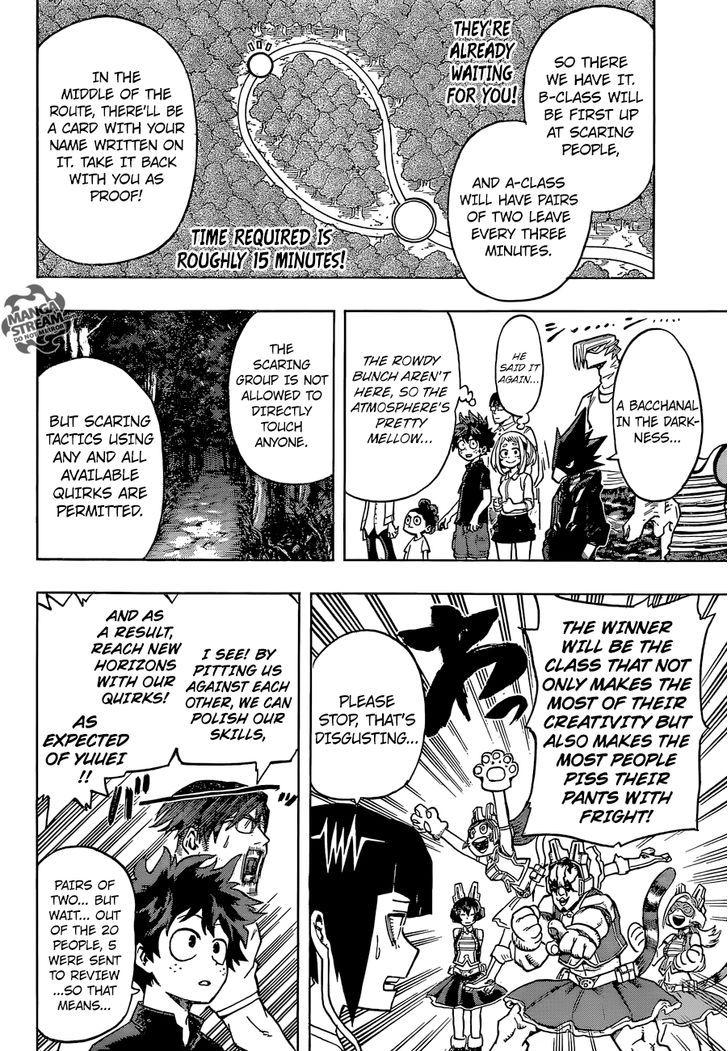 SO THERE
WE HAVE IT.
B-CLASS WILL
BE FIRST UP
AT SCARING
PEOPLE,
AND A-CLASS
WILL HAVE PAIRS
OF TWO LEAVE
EVERY THREE
MINUTES.
THEY'RE
ALREADY
WAITING
FOR YOU!
IN THE
MIDDLE OF THE
ROUTE, THERE'LL BE
A CARD WITH YOUR
NAME WRITTEN ON
IT. TAKE IT BACK
WITH YOU AS
PROOF!
TIME REQUIRED IS
ROUGHLY 15 MINUTES!
MANGA
STREAM
DO NOT MIRROR
A BACCHANAL
IN THE DARK-
NESS...
HE
SAID IT
AGAIN...
THE ROWDY
BUNCH AREN'T
HERE, SO THE
ATMOSPHERE'S
PRETTY
MELLOW...
THE
SCARING
GROUP IS NOT
ALLOWED TO
DIRECTLY
TOUCH
ANYONE.
BUT SCARING
TACTICS USING
ANY AND ALL
AVAILABLE
QUIRKS ARE
PERMITTED.
THE WINNER
WILL BE THE
CLASS THAT NOT
ONLY MAKES THE
MOST OF THEIR
CREATIVITY BUT
ALSO MAKES THE
MOST PEOPLE
PISS THEIR
PANTS WITH
FRIGHT!
PLEASE
STOP, THAT'S
DISGUSTING...
I SEE! BY
PITTING US
AGAINST EACH
OTHER, WE CAN
POLISH OUR
SKILLS,
AND AS
A RESULT,
REACH NEW
HORIZONS
WITH OUR
QUIRKS!
AS
EXPECTED
OF YUUEI
!!
PAIRS OF
TWO... BUT
WAIT... OUT
OF THE 20
PEOPLE, 5
WERE SENT
TO REVIEW
...SO THAT
MEANS...